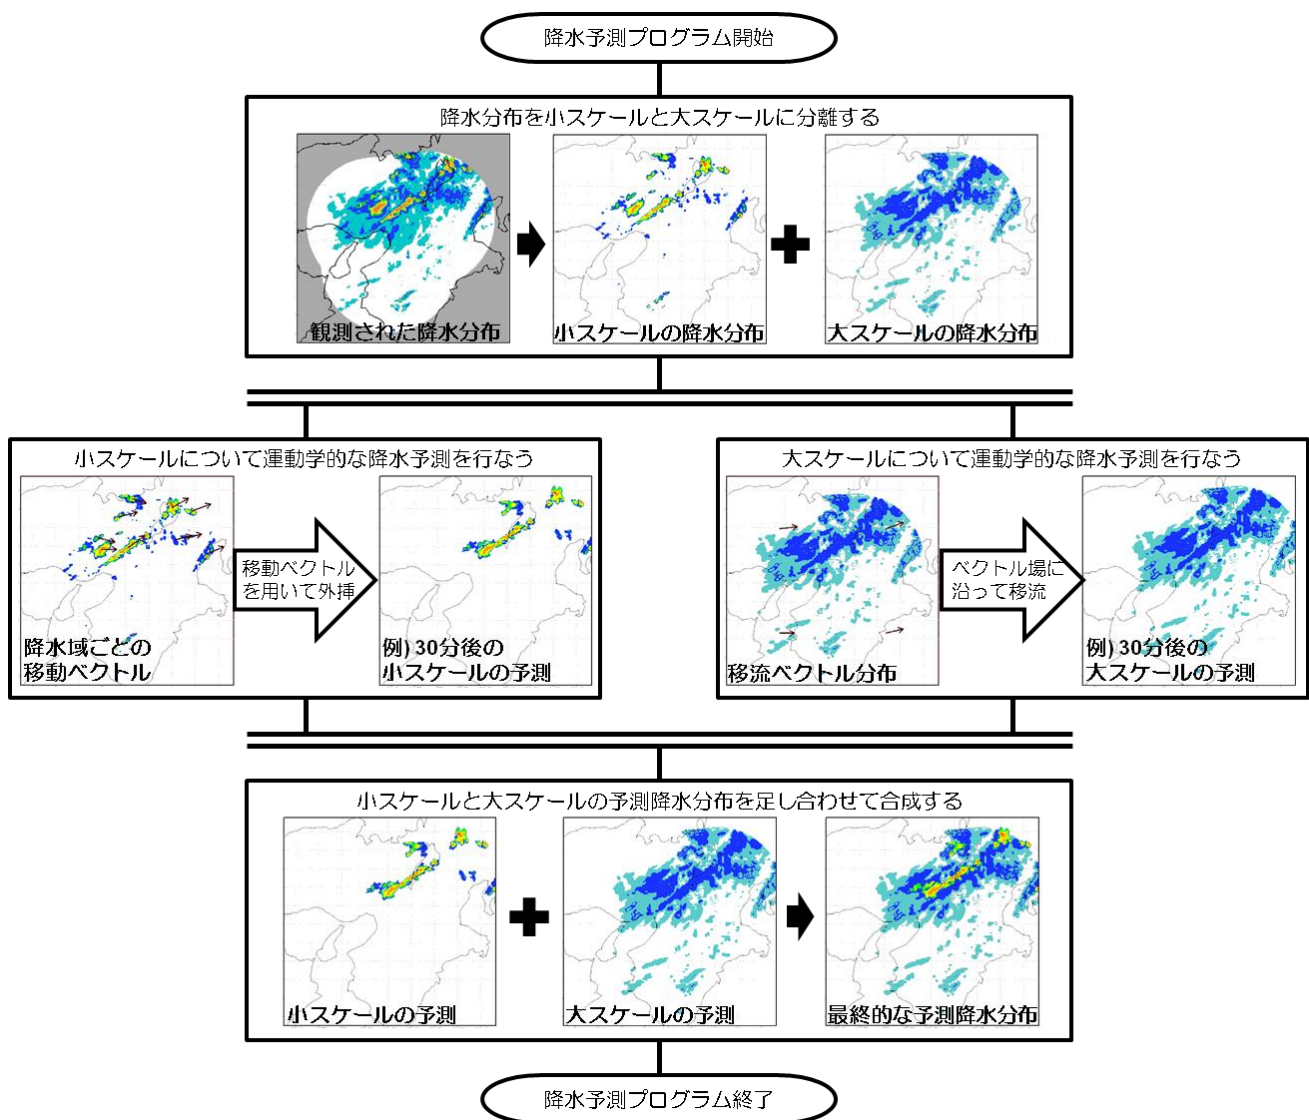 降水予測プログラム開始
降水分布を小スケールと大スケールに分離する
観測された降水分布
小スケールの降水分布
大スケールの降水分布
小スケールについて運動学的な降水予測を行なう
降水域ごとの
移動ベクトル
移動ベクトル
を用いて外挿
例) 30分後の
小スケールの予測
大スケールについて運動学的な降水予測を行なう
移流ベクトル分布
ベクトル場に
沿って移流
例) 30分後の
大スケールの予測
小スケールと大スケールの予測降水分布を足し合わせて合成する
小スケールの予測
大スケールの予測
最終的な予測降水分布
降水予測プログラム終了